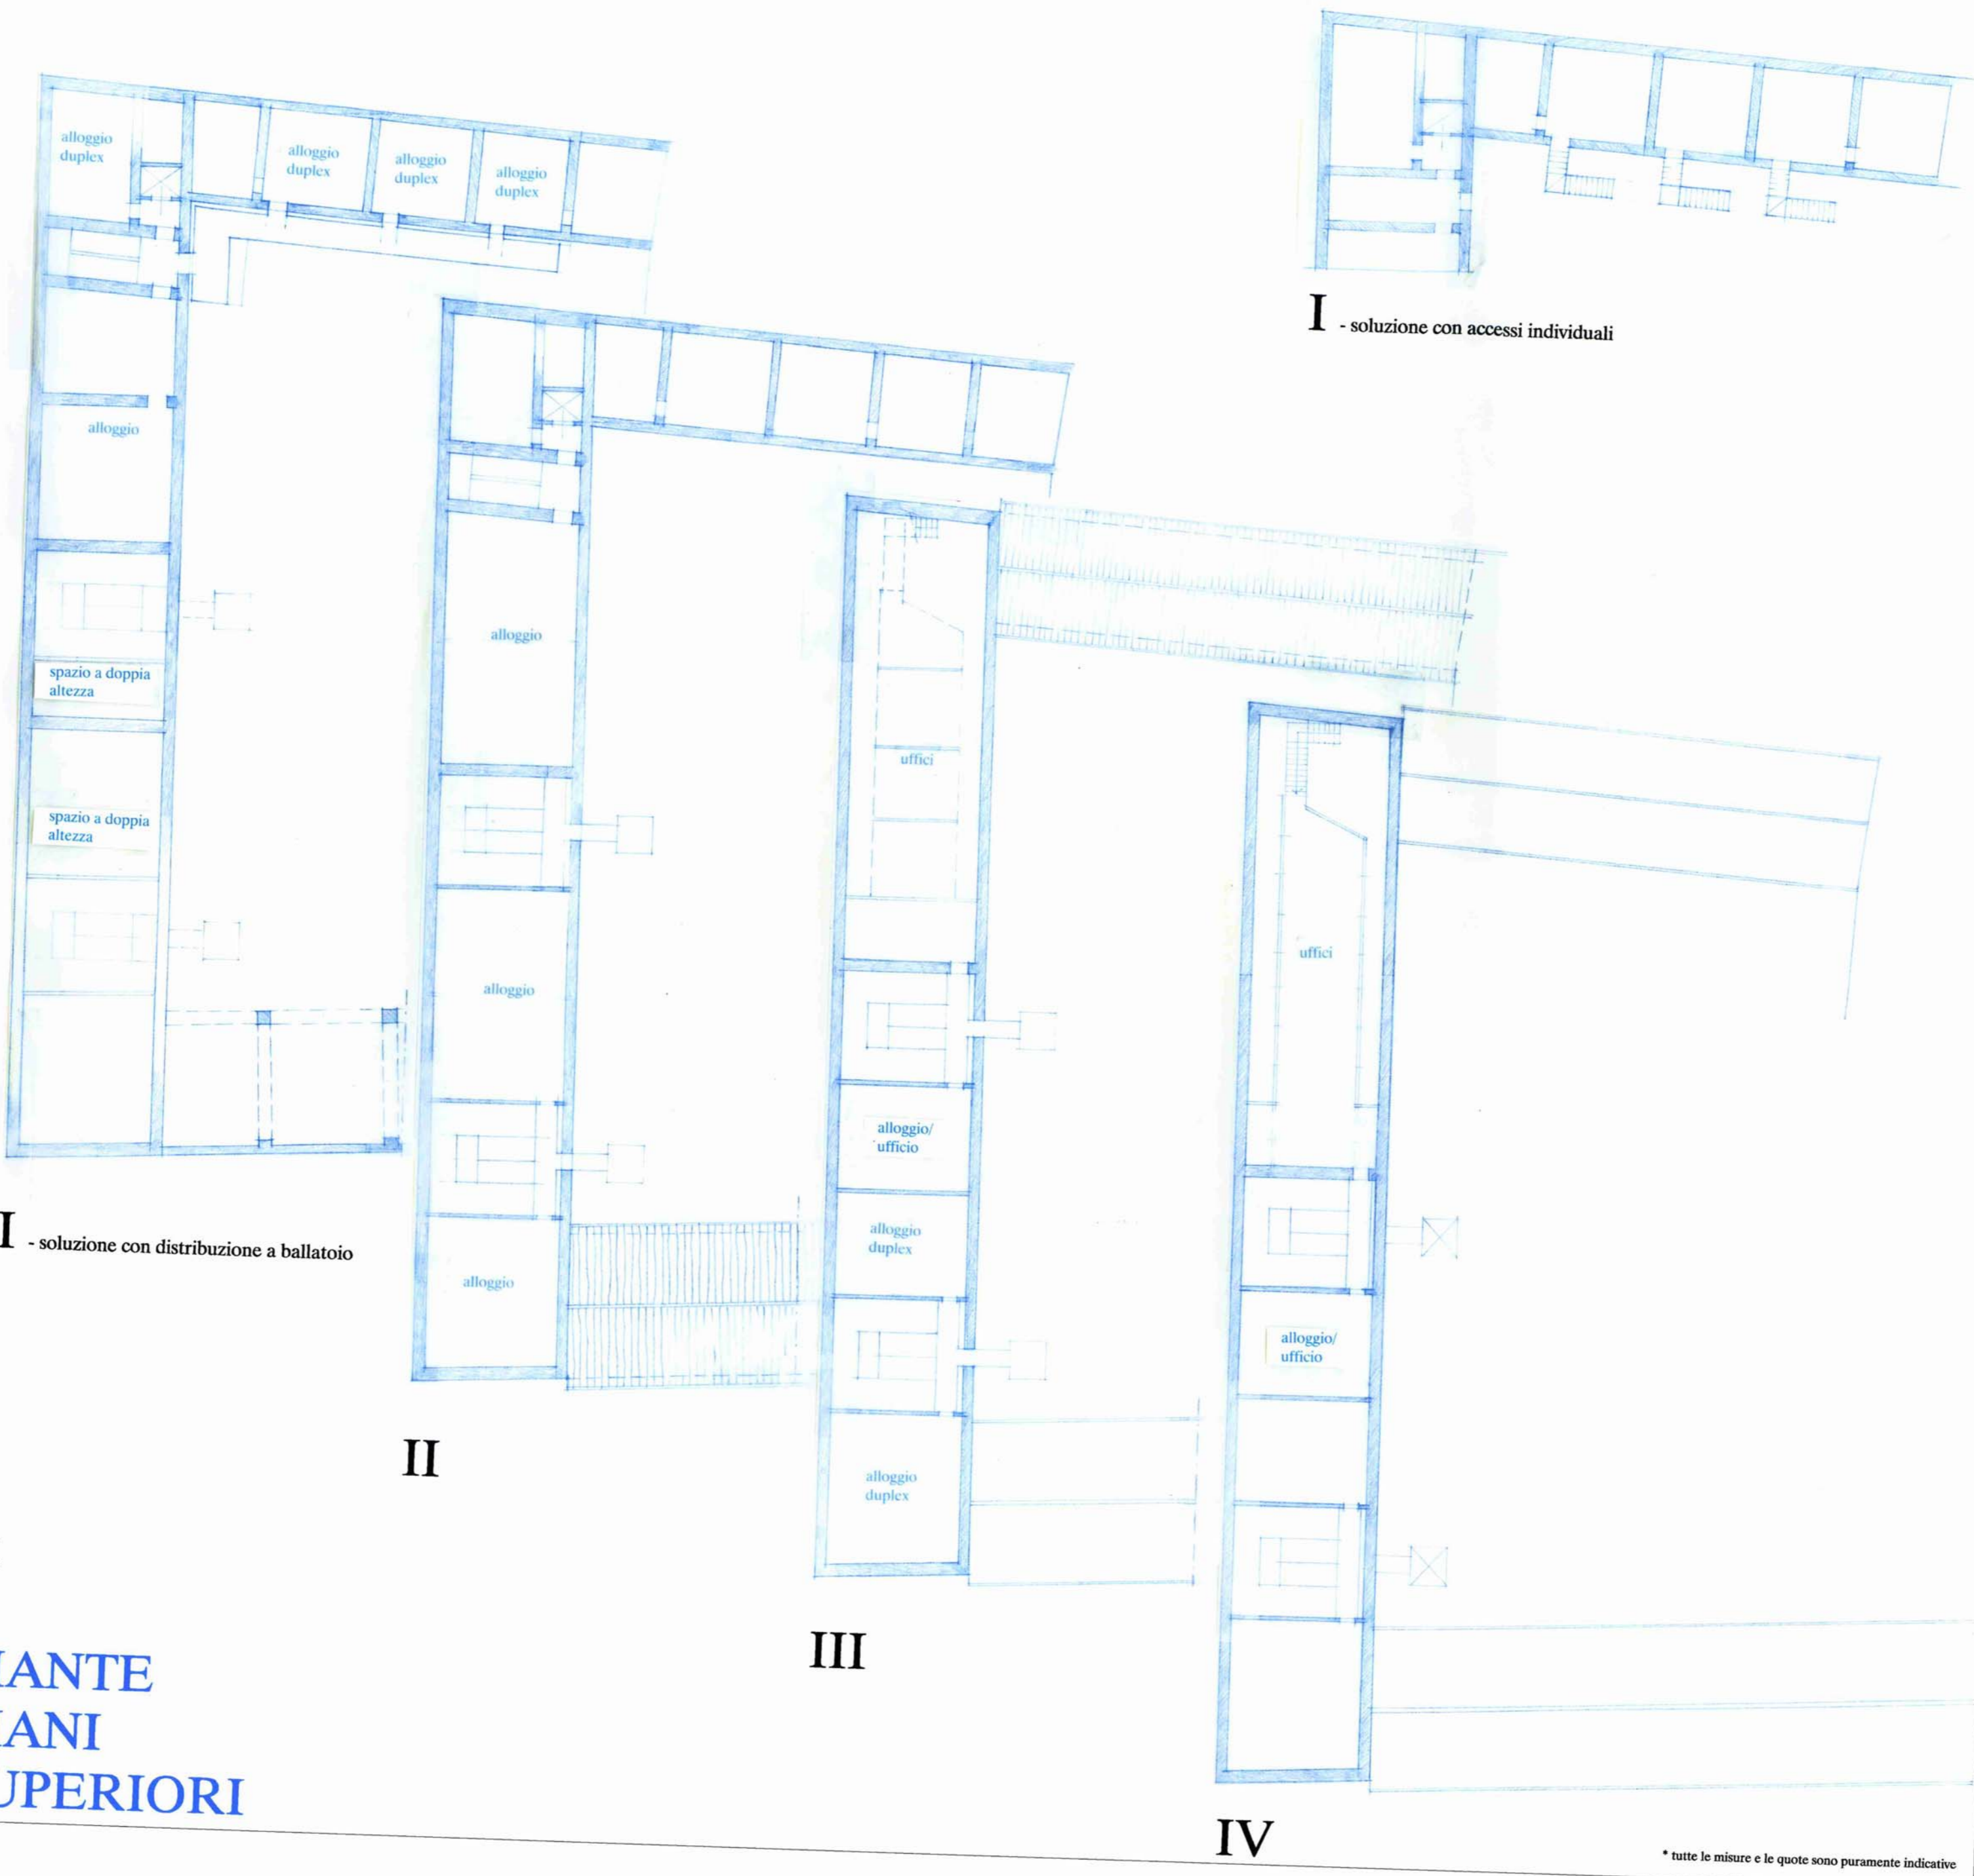 alloggio
duplex
alloggio
duplex
alloggio
duplex
alloggio
duplex
alloggio
spazio a doppia
altezza
spazio a doppia
altezza
I - soluzione con distribuzione a ballatoio
I - soluzione con accessi individuali
alloggio
alloggio
alloggio
II
uffici
alloggio/
ufficio
alloggio
duplex
alloggio
duplex
III
uffici
alloggio/
ufficio
IV
IANTE
IANI
UPERIORI
* tutte le misure e le quote sono puramente indicative